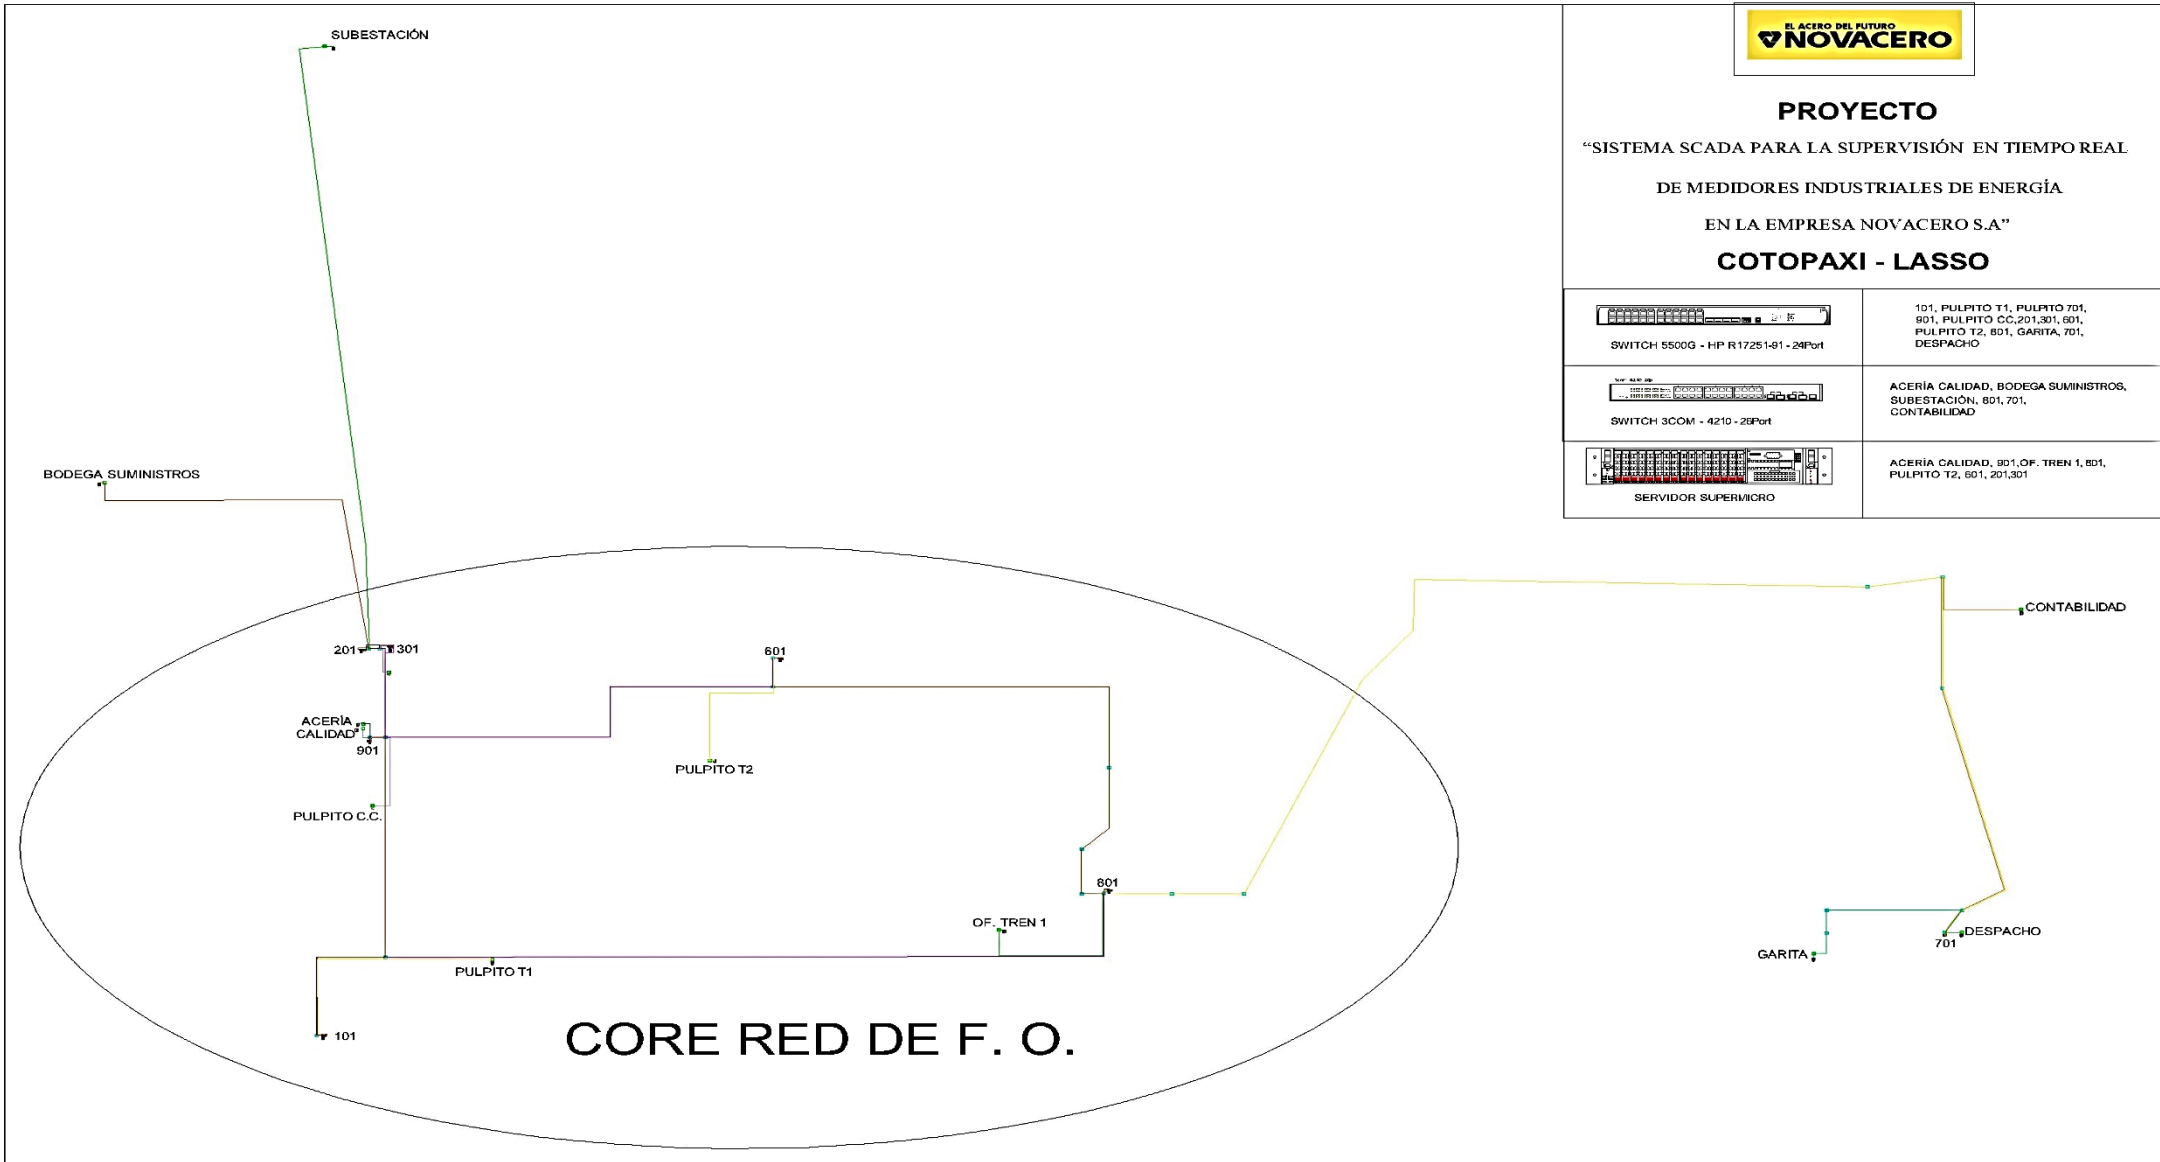 SUBESTACIÓN
EL ACERO DEL FUTURO
NOVACERO
PROYECTO
“SISTEMA SCADA PARA LA SUPERVISIÓN EN TIEMPO REAL
DE MEDIDORES INDUSTRIALES DE ENERGÍA
EN LA EMPRESA NOVACERO S.A”
COTOPAXI - LASSO
SWITCH 5500G - HP R17251-91 - 24Port
101, PULPITO T1, PULPITO 701,
901, PULPITO CC,201,301, 601,
PULPITO T2, 801, GARITA, 701,
DESPACHO
SWITCH 3COM - 4210 - 26Port
ACERÍA CALIDAD, BODEGA SUMINISTROS,
SUBESTACIÓN, 801, 701,
CONTABILIDAD
SERVIDOR SUPERMICRO
ACERÍA CALIDAD, 901,OF. TREN 1, 801,
PULPITO T2, 601, 201,301
BODEGA SUMINISTROS
CONTABILIDAD
201
301
601
ACERÍA
CALIDAD
901
PULPITO T2
PULPITO C.C.
801
OF. TREN 1
DESPACHO
701
GARITA
PULPITO T1
101
CORE RED DE F. O.